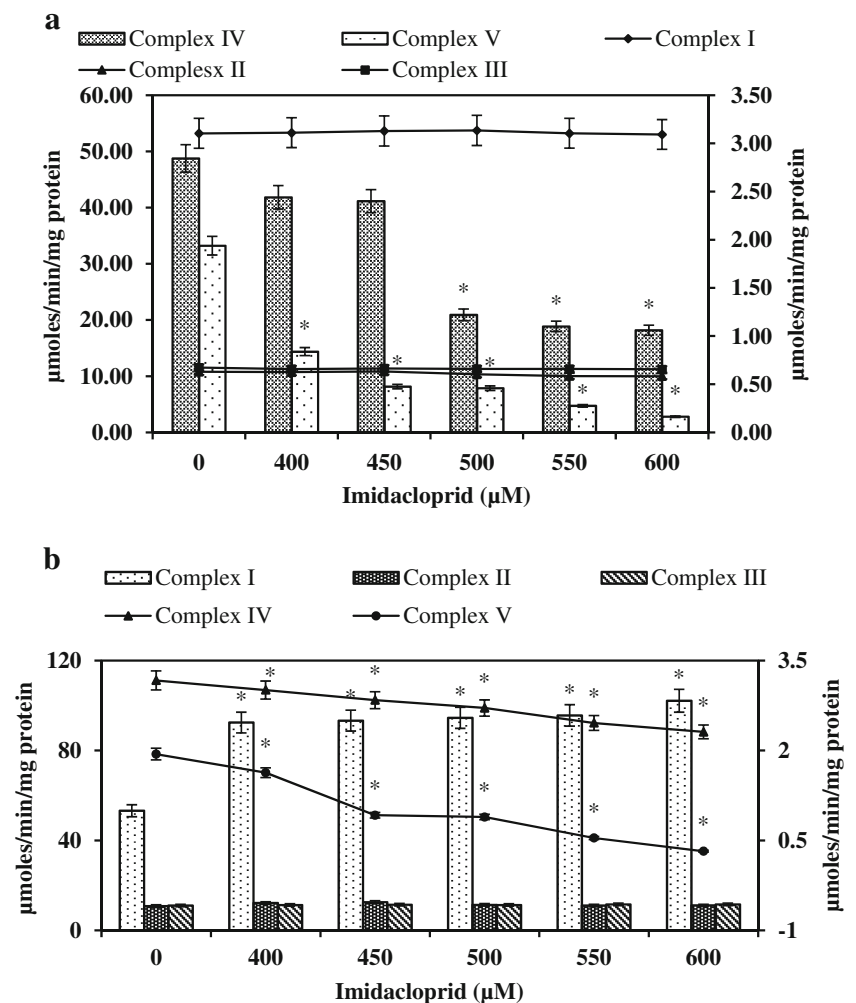 a
Complex IV Complex V Complex I
Complesx II Complex III
60.00 3.50
50.00 3.00
40.00 2.50
30.00 2.00
20.00 1.50
10.00 1.00
0.00 0.50
0.00
μmoles/min/mg protein
μmoles/min/mg protein
* * * *
* * * *
0 400 450 500 550 600
Imidacloprid (μM)
b
Complex I Complex II Complex III
Complex IV Complex V
120 3.5
80 2
40 0.5
0 -1
μmoles/min/mg protein
μmoles/min/mg protein
* * * * * * * * * *
* * * * *
0 400 450 500 550 600
Imidacloprid (μM)